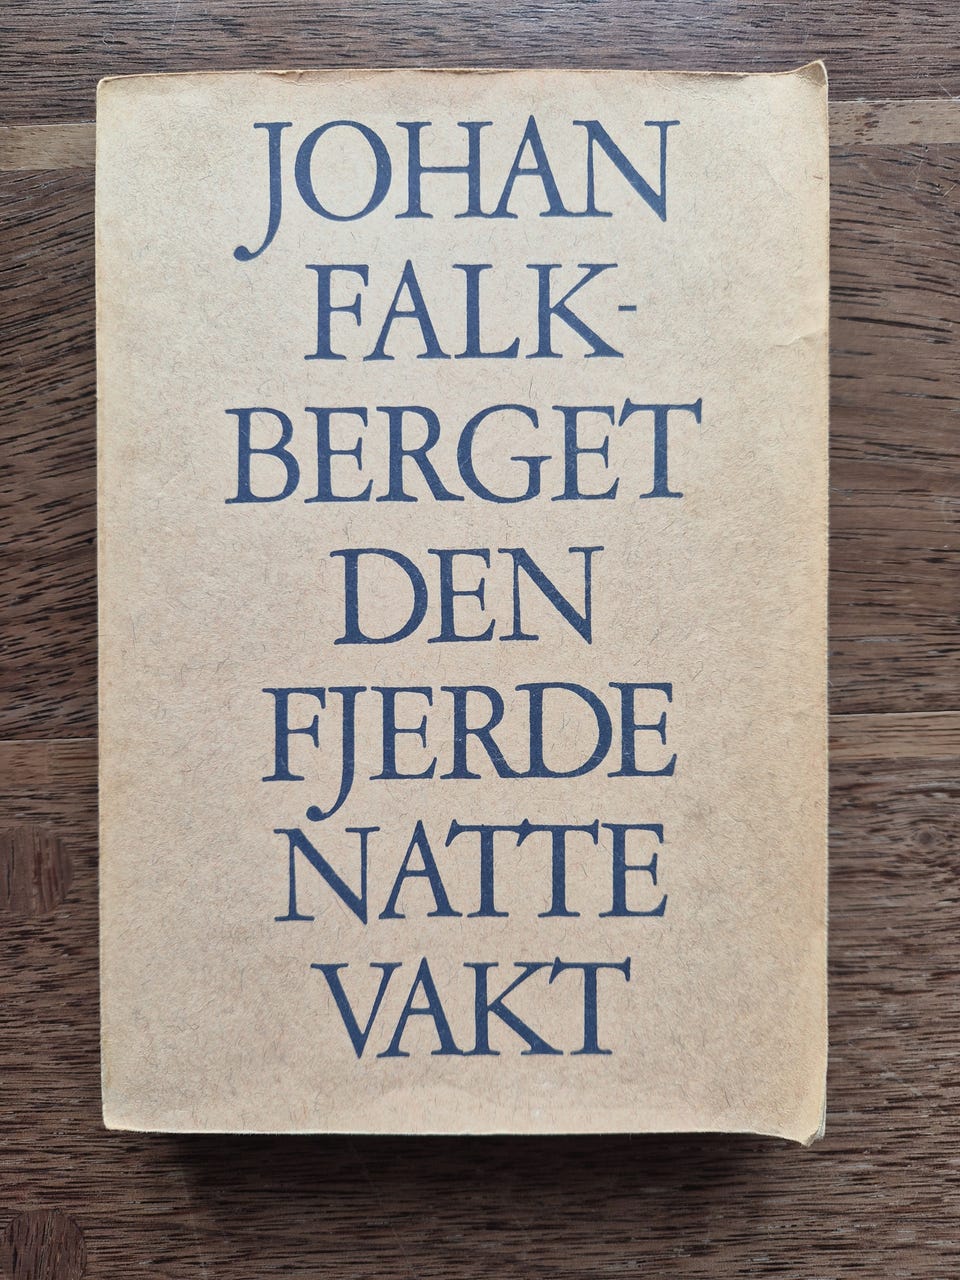 JOHAN
FALK-
BERGET
DEN
FJERDE
NATTE
VAKT